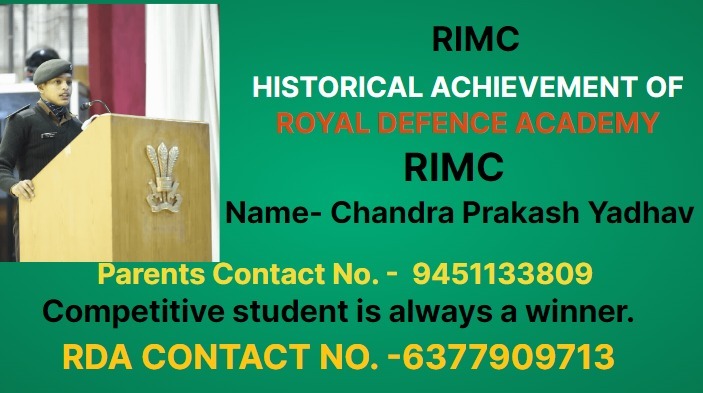 RIMC
HISTORICAL ACHIEVEMENT OF
ROYAL DEFENCE ACADEMY
RIMC
Name- Chandra Prakash Yadhav
Parents Contact No. - 9451133809
Competitive student is always a winner.
RDA CONTACT NO. -6377909713